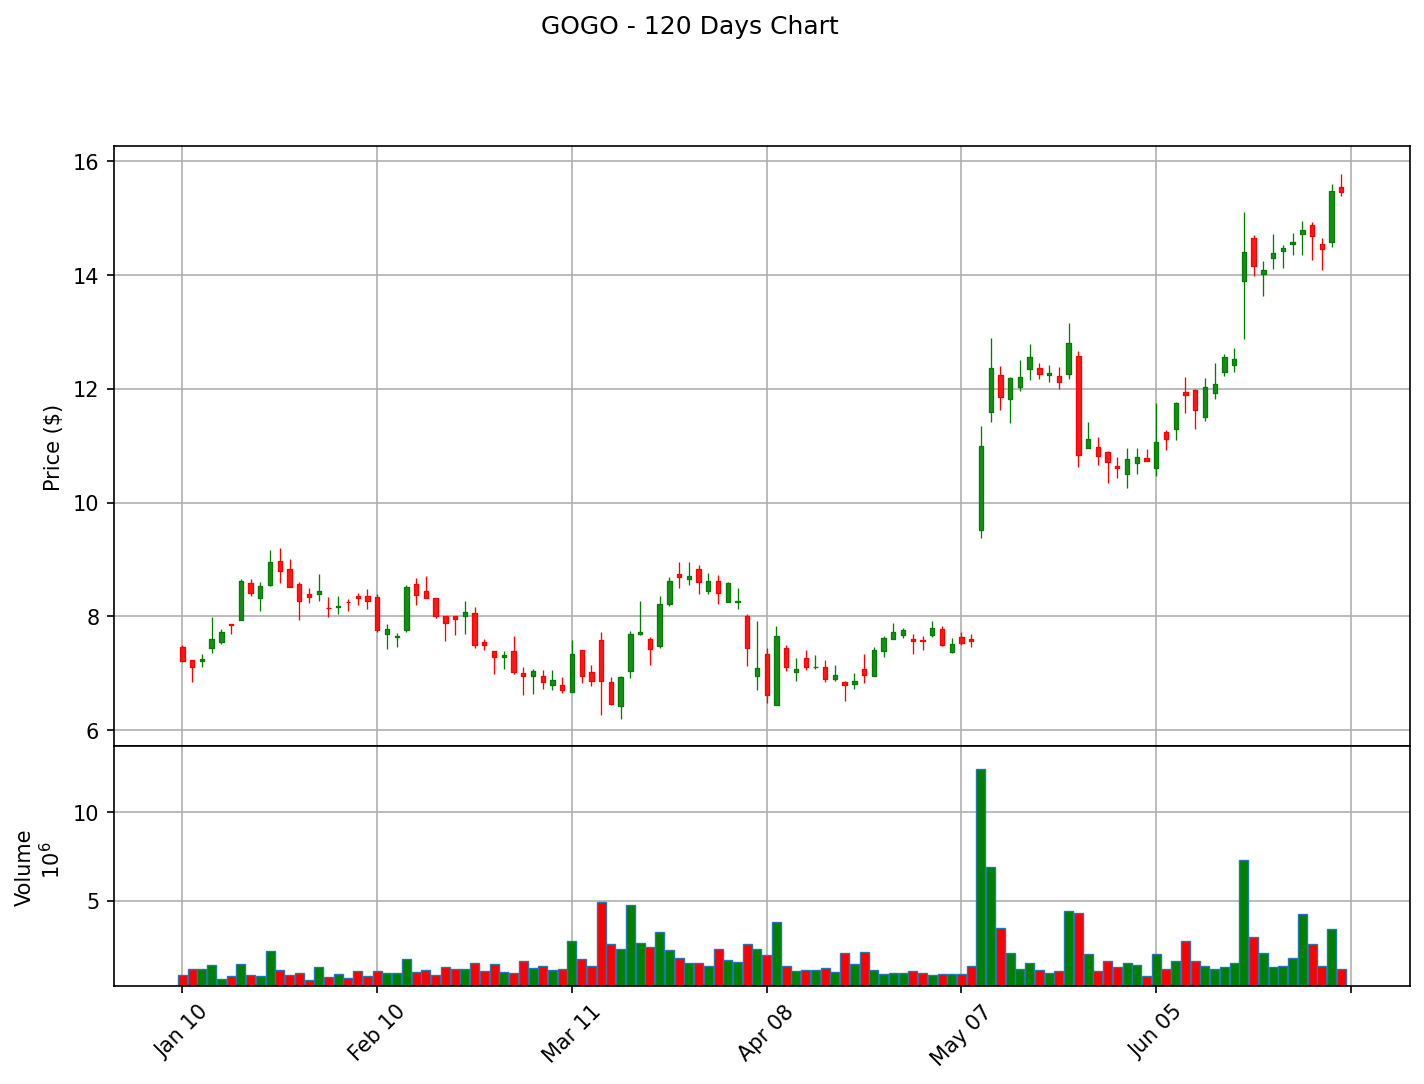 GOGO - 120 Days Chart
Price ($)
16
14
12
10
8
6
Volume
10⁶
10
5
Jan 10
Feb 10
Mar 11
Apr 08
May 07
Jun 05